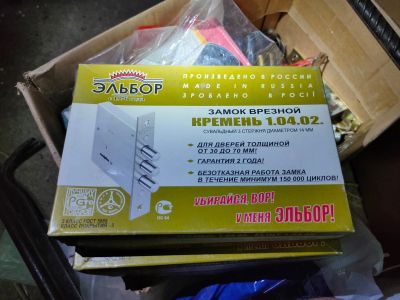 ЭЛЬБОР
ПРОИЗВЕДЕНО В РОССИИ
MADE IN RUSSIA
ЗРОБЛЕНО В РОСІЇ
ЗАМОК ВРЕЗНОЙ
КРЕМЕНЬ 1.04.02.
СУВАЛЬДНЫЙ 3 СТЕРЖНЯ ДИАМЕТРОМ 14 ММ
• ДЛЯ ДВЕРЕЙ ТОЛЩИНОЙ
ОТ 30 ДО 70 ММ!
• ГАРАНТИЯ 2 ГОДА!
• БЕЗОТКАЗНАЯ РАБОТА ЗАМКА
В ТЕЧЕНИЕ МИНИМУМ 150 000 ЦИКЛОВ!
УБИРАЙСЯ, ВОР!
У МЕНЯ ЭЛЬБОР!